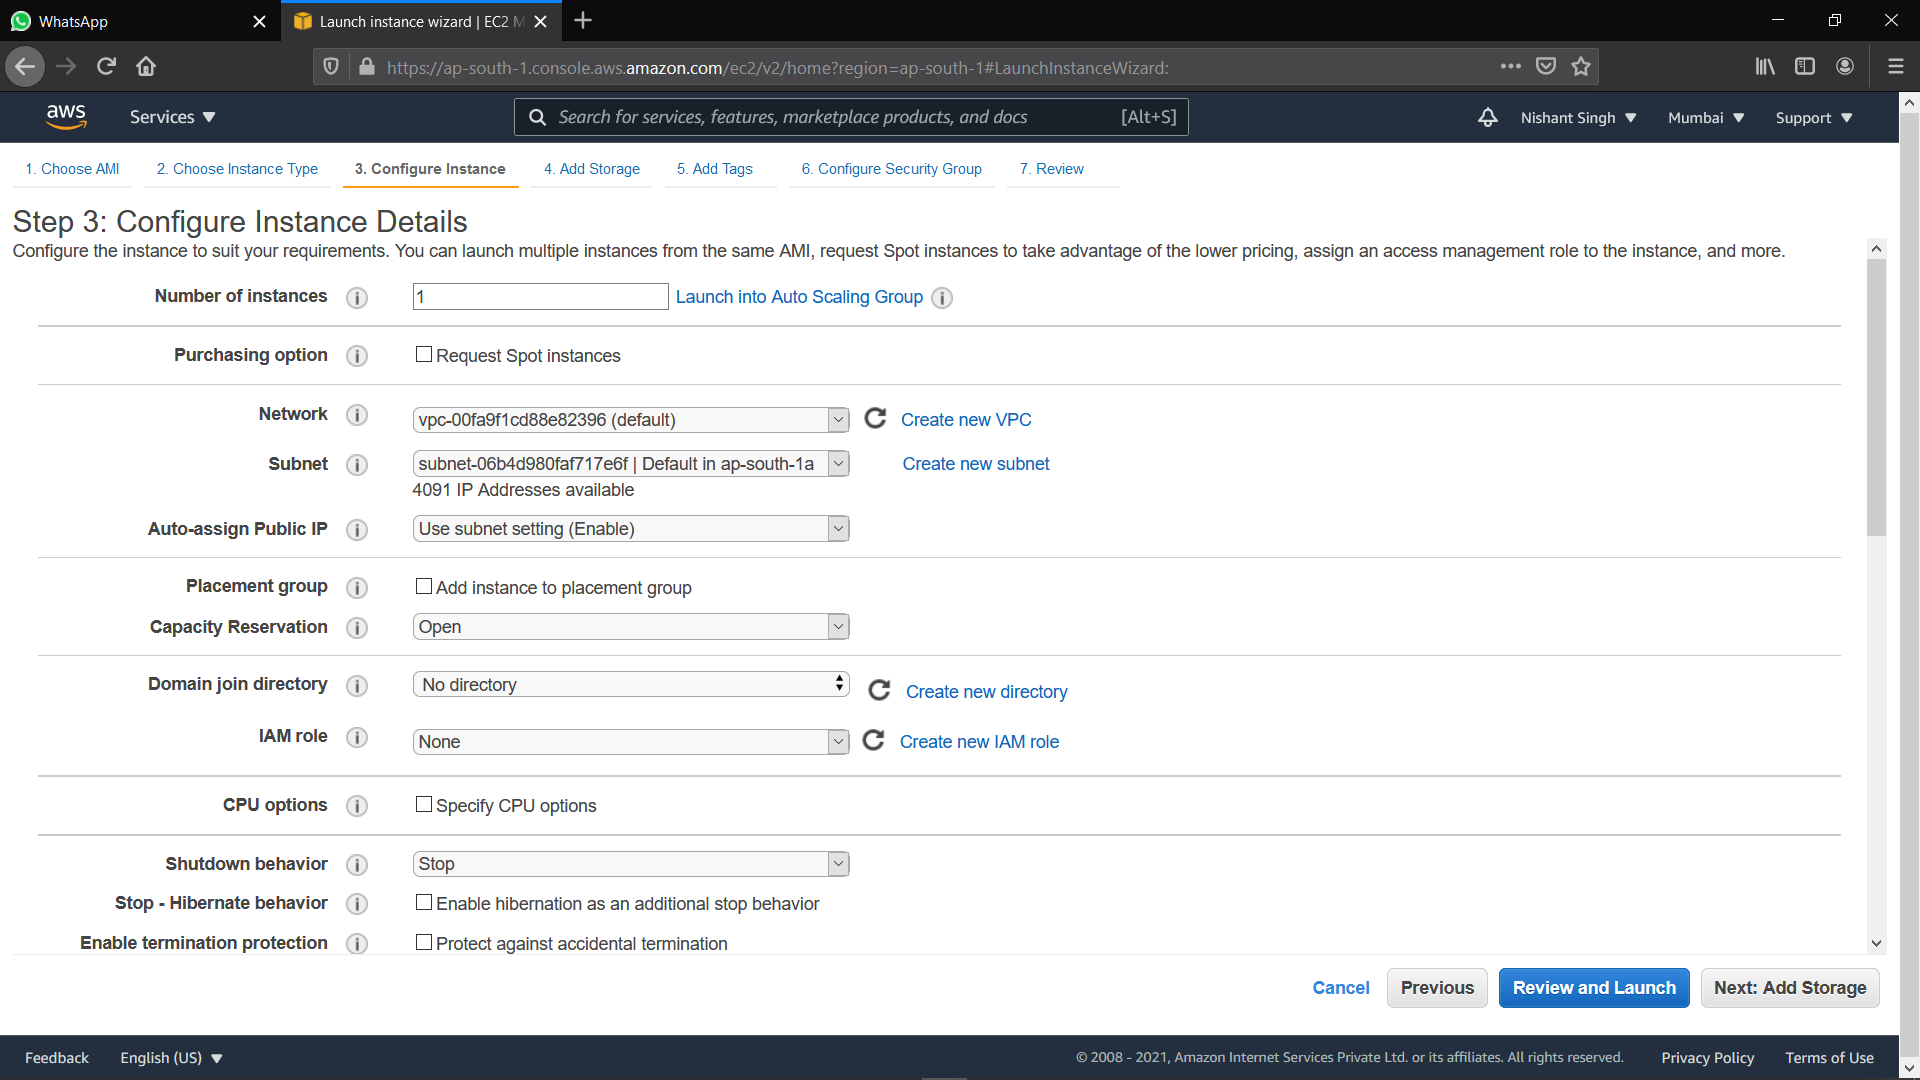 WhatsApp
Launch instance wizard | EC2 M
https://ap-south-1.console.aws.amazon.com/ec2/v2/home?region=ap-south-1#LaunchInstanceWizard:
aws
Services
Search for services, features, marketplace products, and docs [Alt+S]
Nishant Singh
Mumbai
Support
1. Choose AMI
2. Choose Instance Type
3. Configure Instance
4. Add Storage
5. Add Tags
6. Configure Security Group
7. Review
Step 3: Configure Instance Details
Configure the instance to suit your requirements. You can launch multiple instances from the same AMI, request Spot instances to take advantage of the lower pricing, assign an access management role to the instance, and more.
Number of instances
1
Launch into Auto Scaling Group
Purchasing option
Request Spot instances
Network
vpc-00fa9f1cd88e82396 (default)
Create new VPC
Subnet
subnet-06b4d980faf717e6f | Default in ap-south-1a
Create new subnet
4091 IP Addresses available
Auto-assign Public IP
Use subnet setting (Enable)
Placement group
Add instance to placement group
Capacity Reservation
Open
Domain join directory
No directory
Create new directory
IAM role
None
Create new IAM role
CPU options
Specify CPU options
Shutdown behavior
Stop
Stop - Hibernate behavior
Enable hibernation as an additional stop behavior
Enable termination protection
Protect against accidental termination
Cancel
Previous
Review and Launch
Next: Add Storage
Feedback
English (US)
© 2008 - 2021, Amazon Internet Services Private Ltd. or its affiliates. All rights reserved.
Privacy Policy
Terms of Use